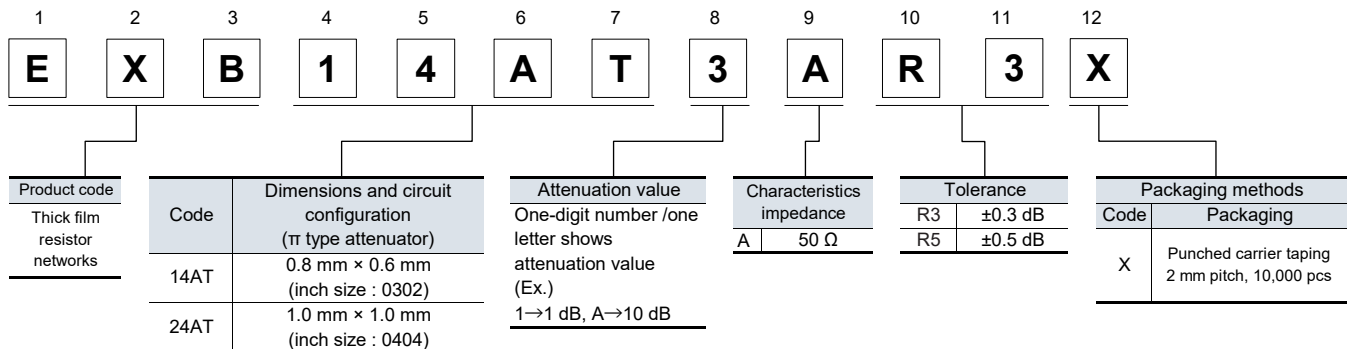 1 2 3 4 5 6 7 8 9 10 11 12
E X B 1 4 A T 3 A R 3 X
Product code
Thick film
resistor
networks
Code
Dimensions and circuit
configuration
(π type attenuator)
14AT
0.8 mm × 0.6 mm
(inch size : 0302)
24AT
1.0 mm × 1.0 mm
(inch size : 0404)
Attenuation value
One-digit number /one
letter shows
attenuation value
(Ex.)
1→1 dB, A→10 dB
Characteristics
impedance
A 50 Ω
Tolerance
R3 ±0.3 dB
R5 ±0.5 dB
Packaging methods
Code Packaging
X
Punched carrier taping
2 mm pitch, 10,000 pcs